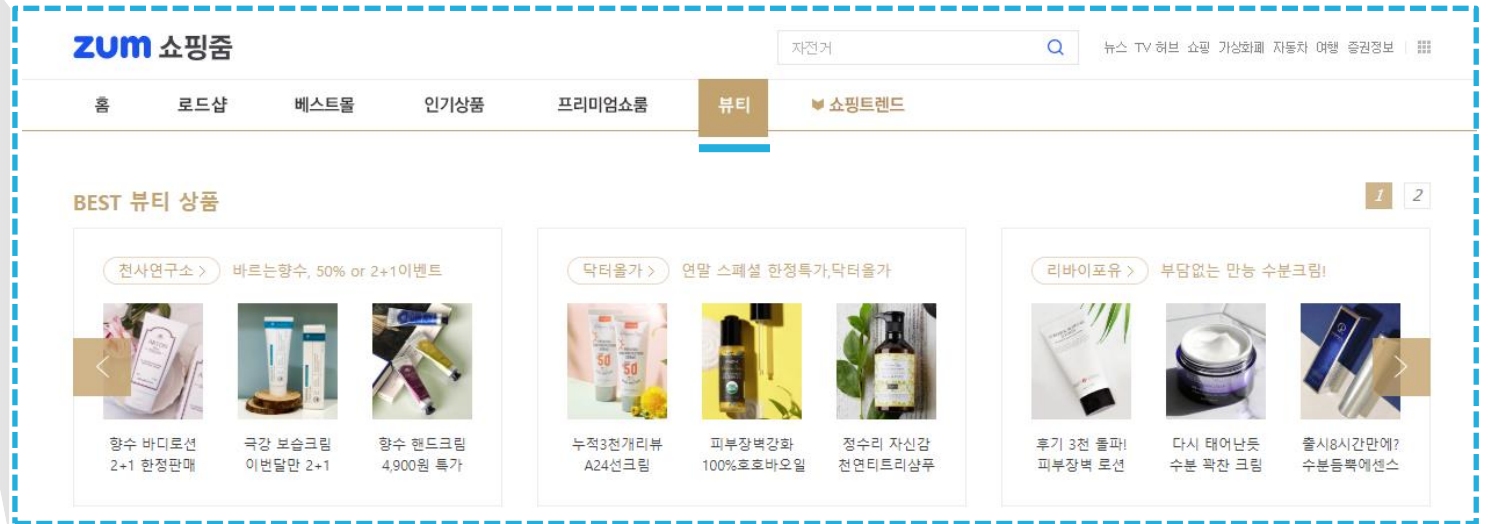 zum 쇼핑줌
자전거
뉴스 TV 허브 쇼핑 가상화폐 자동차 여행 증권정보
홈 로드샵 베스트몰 인기상품 프리미엄쇼룸 뷰티 쇼핑트렌드
BEST 뷰티 상품
1 2
천사연구소 >
바르는향수, 50% or 2+1이벤트
향수 바디로션
2+1 한정판매
극강 보습크림
이번달만 2+1
향수 핸드크림
4,900원 특가
닥터올가 >
연말 스페셜 한정특가,닥터올가
50
50
누적3천개리뷰
A24선크림
피부장벽강화
100%호호바오일
정수리 자신감
천연티트리샴푸
리바이포유 >
부담없는 만능 수분크림!
후기 3천 돌파!
피부장벽 로션
다시 태어난듯
수분 꽉찬 크림
출시8시간만에?
수분듬뿍에센스